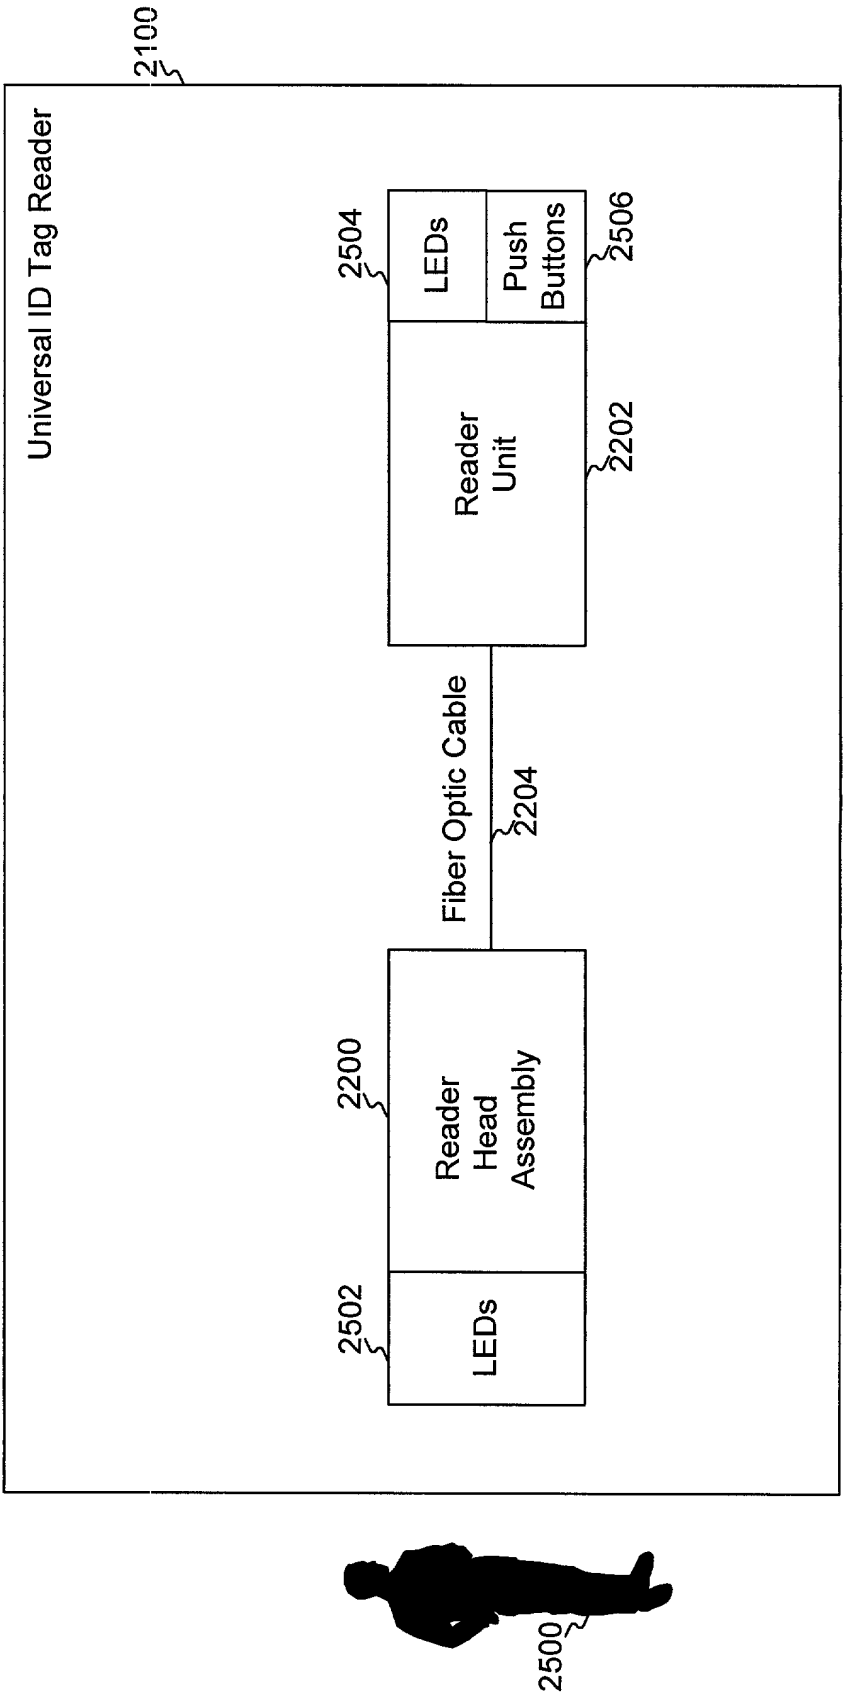 Universal ID Tag Reader
2100
2502
LEDs
2200
Reader
Head
Assembly
Fiber Optic Cable
2204
Reader
Unit
2202
2504
LEDs
Push
Buttons
2506
2500